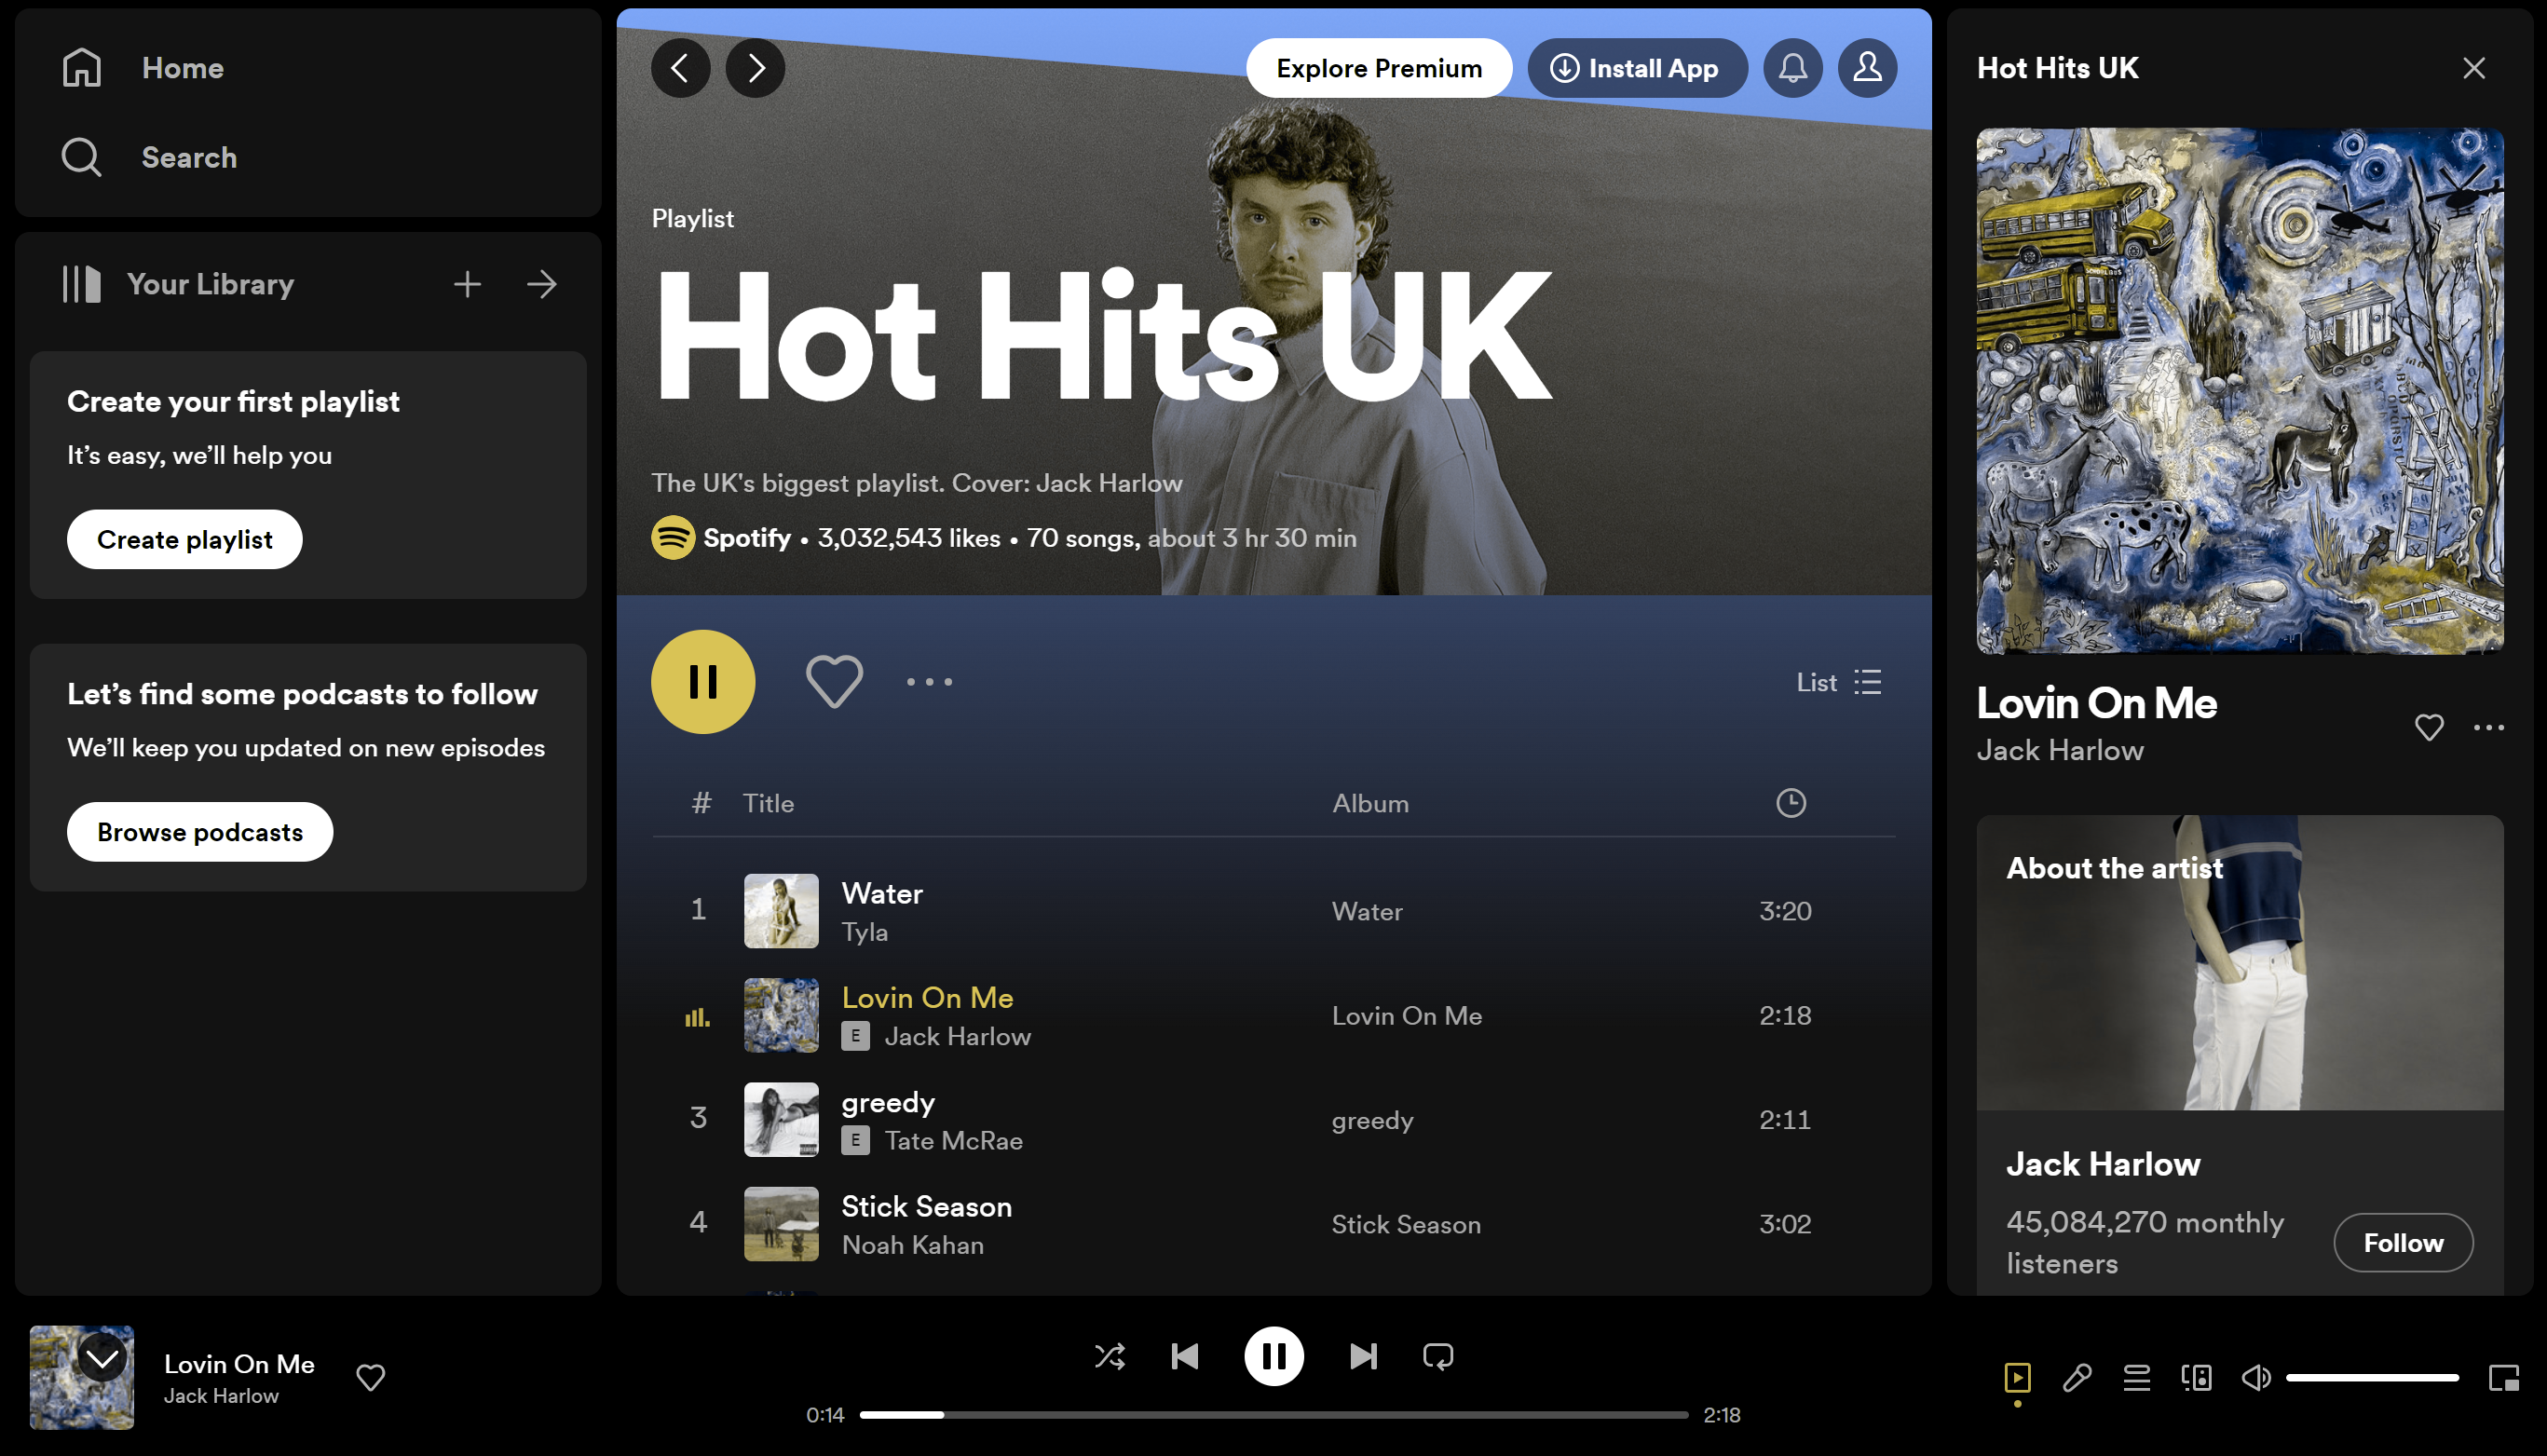 Home
Search
Your Library
Create your first playlist
It's easy, we'll help you
Create playlist
Let's find some podcasts to follow
We'll keep you updated on new episodes
Browse podcasts
Explore Premium
Install App
Playlist
Hot Hits UK
The UK's biggest playlist. Cover: Jack Harlow
Spotify • 3,032,543 likes • 70 songs, about 3 hr 30 min
List
# Title Album
1 Water Water 3:20
Tyla
Lovin On Me Lovin On Me 2:18
E Jack Harlow
3 greedy greedy 2:11
E Tate McRae
4 Stick Season Stick Season 3:02
Noah Kahan
Hot Hits UK
Lovin On Me
Jack Harlow
About the artist
Jack Harlow
45,084,270 monthly
listeners
Follow
Lovin On Me
Jack Harlow
0:14
2:18